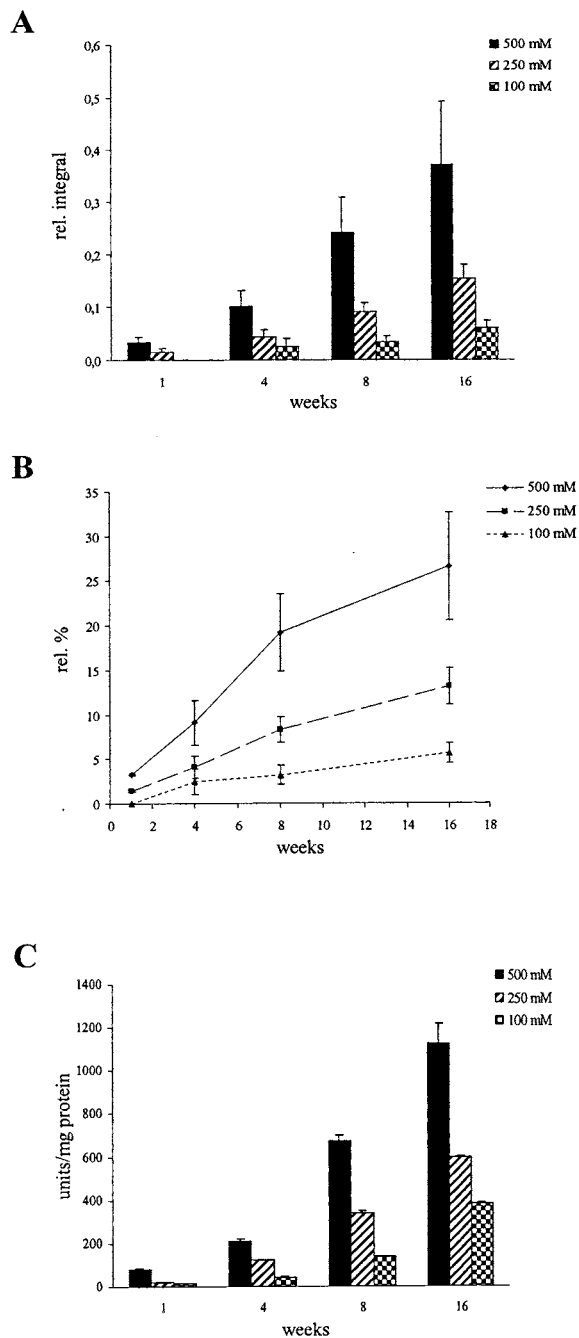 A
500 mM
250 mM
100 mM
0,6
0,6
0,4
0,3
0,2
0,1
0,0
rel. integral
1 4 8 16
weeks
B
500 mM
250 mM
100 mM
35
30
25
20
15
10
5
0
rel. %
0 2 4 6 8 10 12 14 16 18
weeks
C
500 mM
250 mM
100 mM
1400
1200
1000
800
600
400
200
0
units/mg protein
1 4 8 16
weeks